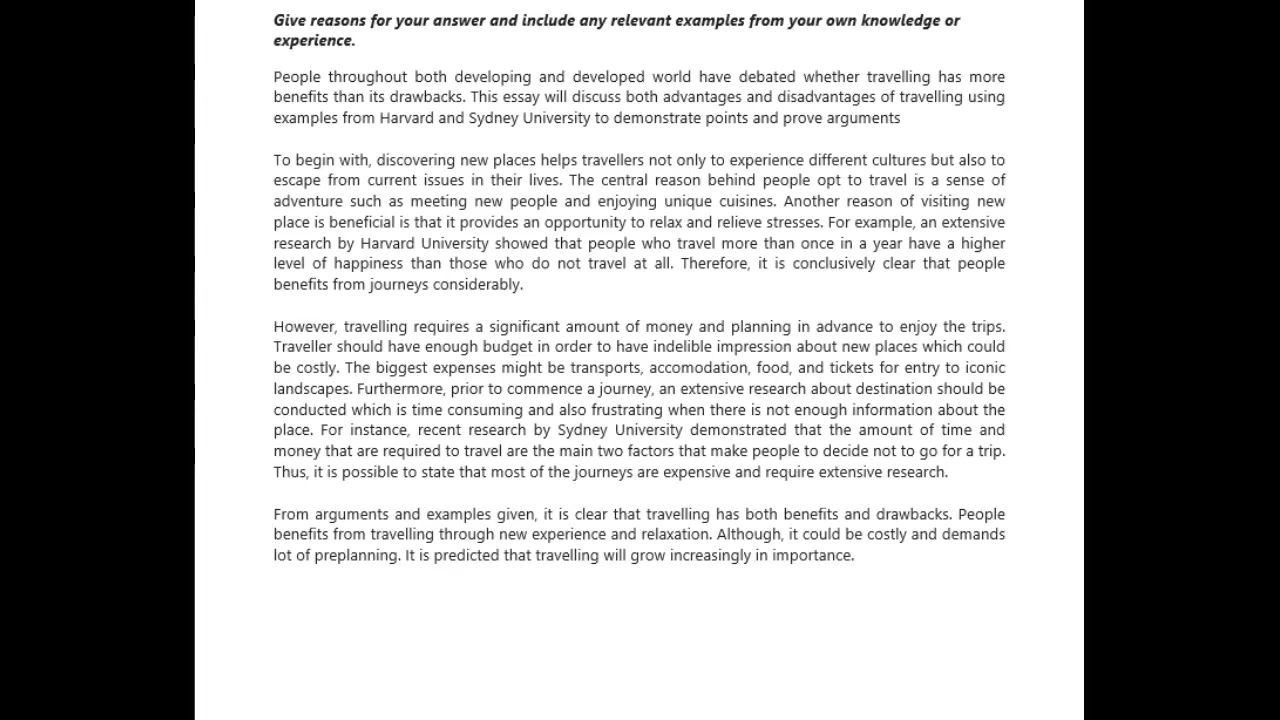 Give reasons for your answer and include any relevant examples from your own knowledge or
experience.
People throughout both developing and developed world have debated whether travelling has more
benefits than its drawbacks. This essay will discuss both advantages and disadvantages of travelling using
examples from Harvard and Sydney University to demonstrate points and prove arguments
To begin with, discovering new places helps travellers not only to experience different cultures but also to
escape from current issues in their lives. The central reason behind people opt to travel is a sense of
adventure such as meeting new people and enjoying unique cuisines. Another reason of visiting new
place is beneficial is that it provides an opportunity to relax and relieve stresses. For example, an extensive
research by Harvard University showed that people who travel more than once in a year have a higher
level of happiness than those who do not travel at all. Therefore, it is conclusively clear that people
benefits from journeys considerably.
However, travelling requires a significant amount of money and planning in advance to enjoy the trips.
Traveller should have enough budget in order to have indelible impression about new places which could
be costly. The biggest expenses might be transports, accomodation, food, and tickets for entry to iconic
landscapes. Furthermore, prior to commence a journey, an extensive research about destination should be
conducted which is time consuming and also frustrating when there is not enough information about the
place. For instance, recent research by Sydney University demonstrated that the amount of time and
money that are required to travel are the main two factors that make people to decide not to go for a trip.
Thus, it is possible to state that most of the journeys are expensive and require extensive research.
From arguments and examples given, it is clear that travelling has both benefits and drawbacks. People
benefits from travelling through new experience and relaxation. Although, it could be costly and demands
lot of preplanning. It is predicted that travelling will grow increasingly in importance.